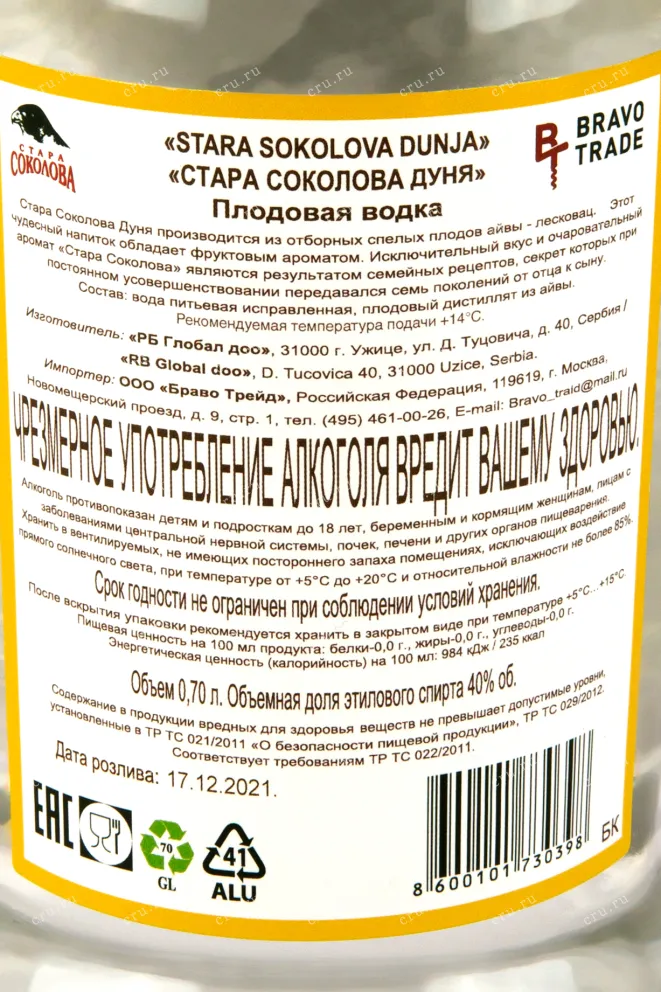 СТАРА
СОКОЛОВА
BRAVO
TRADE
«STARA SOKOLOVA DUNJA»
«СТАРА СОКОЛОВА ДУНЯ»
Плодовая водка
Стара Соколова Дуня производится из отборных спелых плодов айвы - лесковац. Этот
чудесный напиток обладает фруктовым ароматом. Исключительный вкус и очаровательный
аромат «Стара Соколова» являются результатом семейных рецептов, секрет которых при
постоянном усовершенствовании передавался семь поколений от отца к сыну.
Состав: вода питьевая исправленная, плодовый дистиллят из айвы.
Рекомендуемая температура подачи +14°С.
Изготовитель: «РБ Глобал доо», 31000 г. Ужице, ул. Д. Туцовича, д. 40, Сербия /
«RB Global doo», D. Tucovica 40, 31000 Uzice, Serbia.
Импортер: ООО «Браво Трейд», Российская Федерация, 119619, г. Москва,
Новомещерский проезд, д. 9, стр. 1, тел. (495) 461-00-26, E-mail: Bravo_traid@mail.ru
ЧРЕЗМЕРНОЕ УПОТРЕБЛЕНИЕ АЛКОГОЛЯ ВРЕДИТ ВАШЕМУ ЗДОРОВЬЮ.
Алкоголь противопоказан детям и подросткам до 18 лет, беременным и кормящим женщинам, лицам с
заболеваниями центральной нервной системы, почек, печени и других органов пищеварения.
Хранить в вентилируемых, не имеющих постороннего запаха помещениях, исключающих воздействие
прямого солнечного света, при температуре от +5°С до +20°С и относительной влажности не более 85%.
Срок годности не ограничен при соблюдении условий хранения.
После вскрытия упаковки рекомендуется хранить в закрытом виде при температуре +5°С...+15°С.
Пищевая ценность на 100 мл продукта: белки-0,0 г., жиры-0,0 г., углеводы-0,0 г.
Энергетическая ценность (калорийность) на 100 мл: 984 кДж / 235 ккал
Объем 0,70 л. Объемная доля этилового спирта 40% об.
Содержание в продукции вредных для здоровья веществ не превышает допустимые уровни,
установленные в ТР ТС 021/2011 «О безопасности пищевой продукции», ТР ТС 029/2012.
Соответствует требованиям ТР ТС 022/2011.
Дата розлива: 17.12.2021.
EAC
70
GL
41
ALU
8 600101 730398
БК
cru.ru